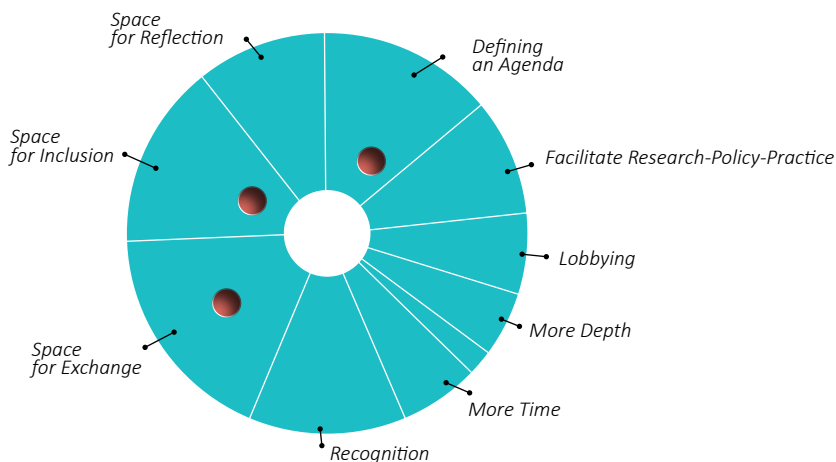 Space
for Reflection
Defining
an Agenda
Space
for Inclusion
Facilitate Research-Policy-Practice
Lobbying
More Depth
Space
for Exchange
More Time
Recognition